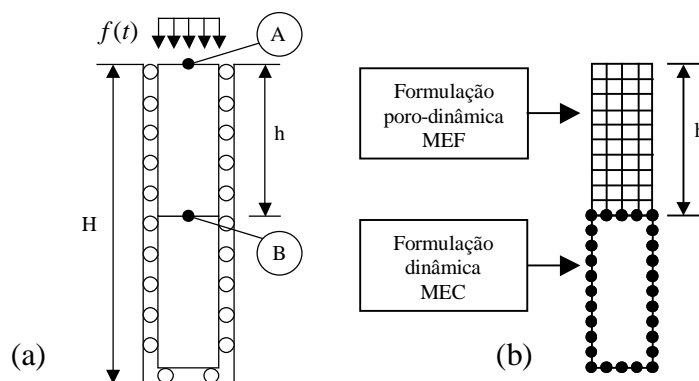 f(t)
A
h
H
B
(a)
Formulação
poro-dinâmica
MEF
h
Formulação
dinâmica
MEC
(b)